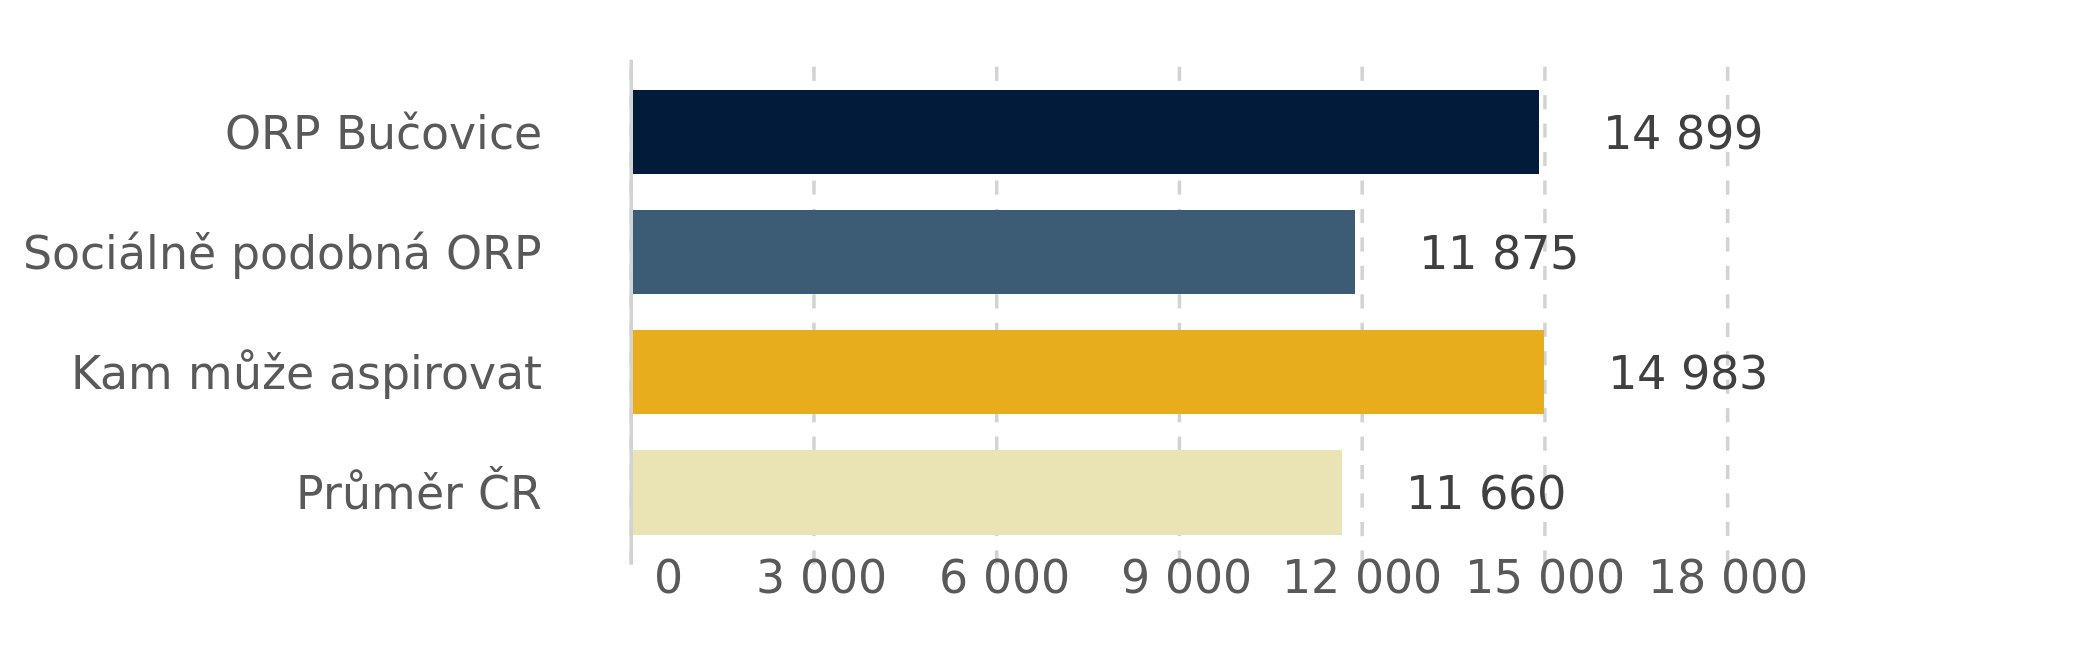 ORP Bučovice 14 899
Sociálně podobná ORP 11 875
Kam může aspirovat 14 983
Průměr ČR 11 660
0 3 000 6 000 9 000 12 000 15 000 18 000